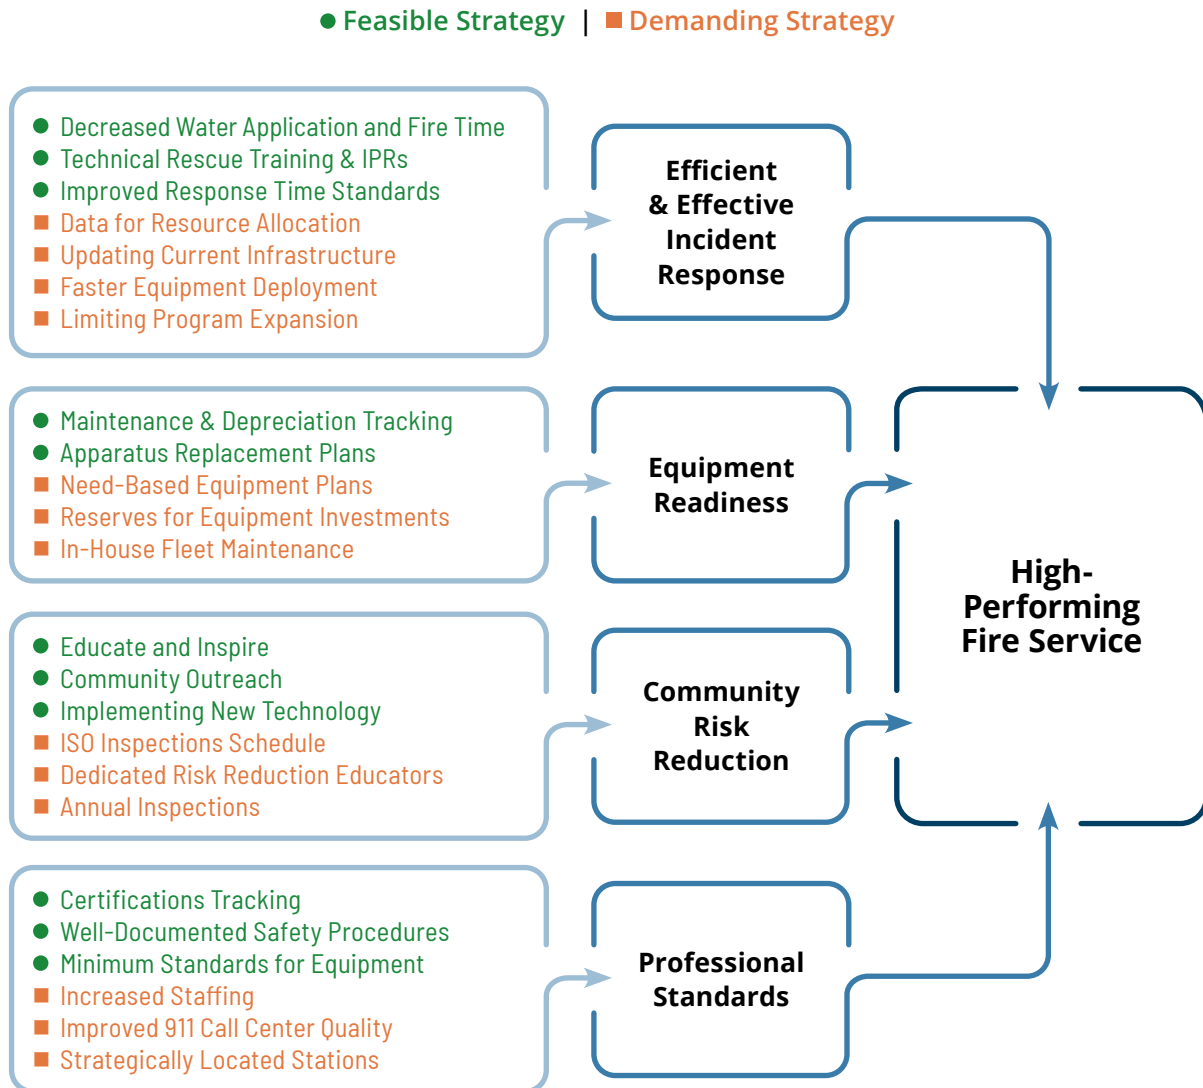 Feasible Strategy | Demanding Strategy
Decreased Water Application and Fire Time
Technical Rescue Training & IPRs
Improved Response Time Standards
Data for Resource Allocation
Updating Current Infrastructure
Faster Equipment Deployment
Limiting Program Expansion
Efficient
& Effective
Incident
Response
Maintenance & Depreciation Tracking
Apparatus Replacement Plans
Need-Based Equipment Plans
Reserves for Equipment Investments
In-House Fleet Maintenance
Equipment
Readiness
Educate and Inspire
Community Outreach
Implementing New Technology
ISO Inspections Schedule
Dedicated Risk Reduction Educators
Annual Inspections
Community
Risk
Reduction
Certifications Tracking
Well-Documented Safety Procedures
Minimum Standards for Equipment
Increased Staffing
Improved 911 Call Center Quality
Strategically Located Stations
Professional
Standards
High-
Performing
Fire Service